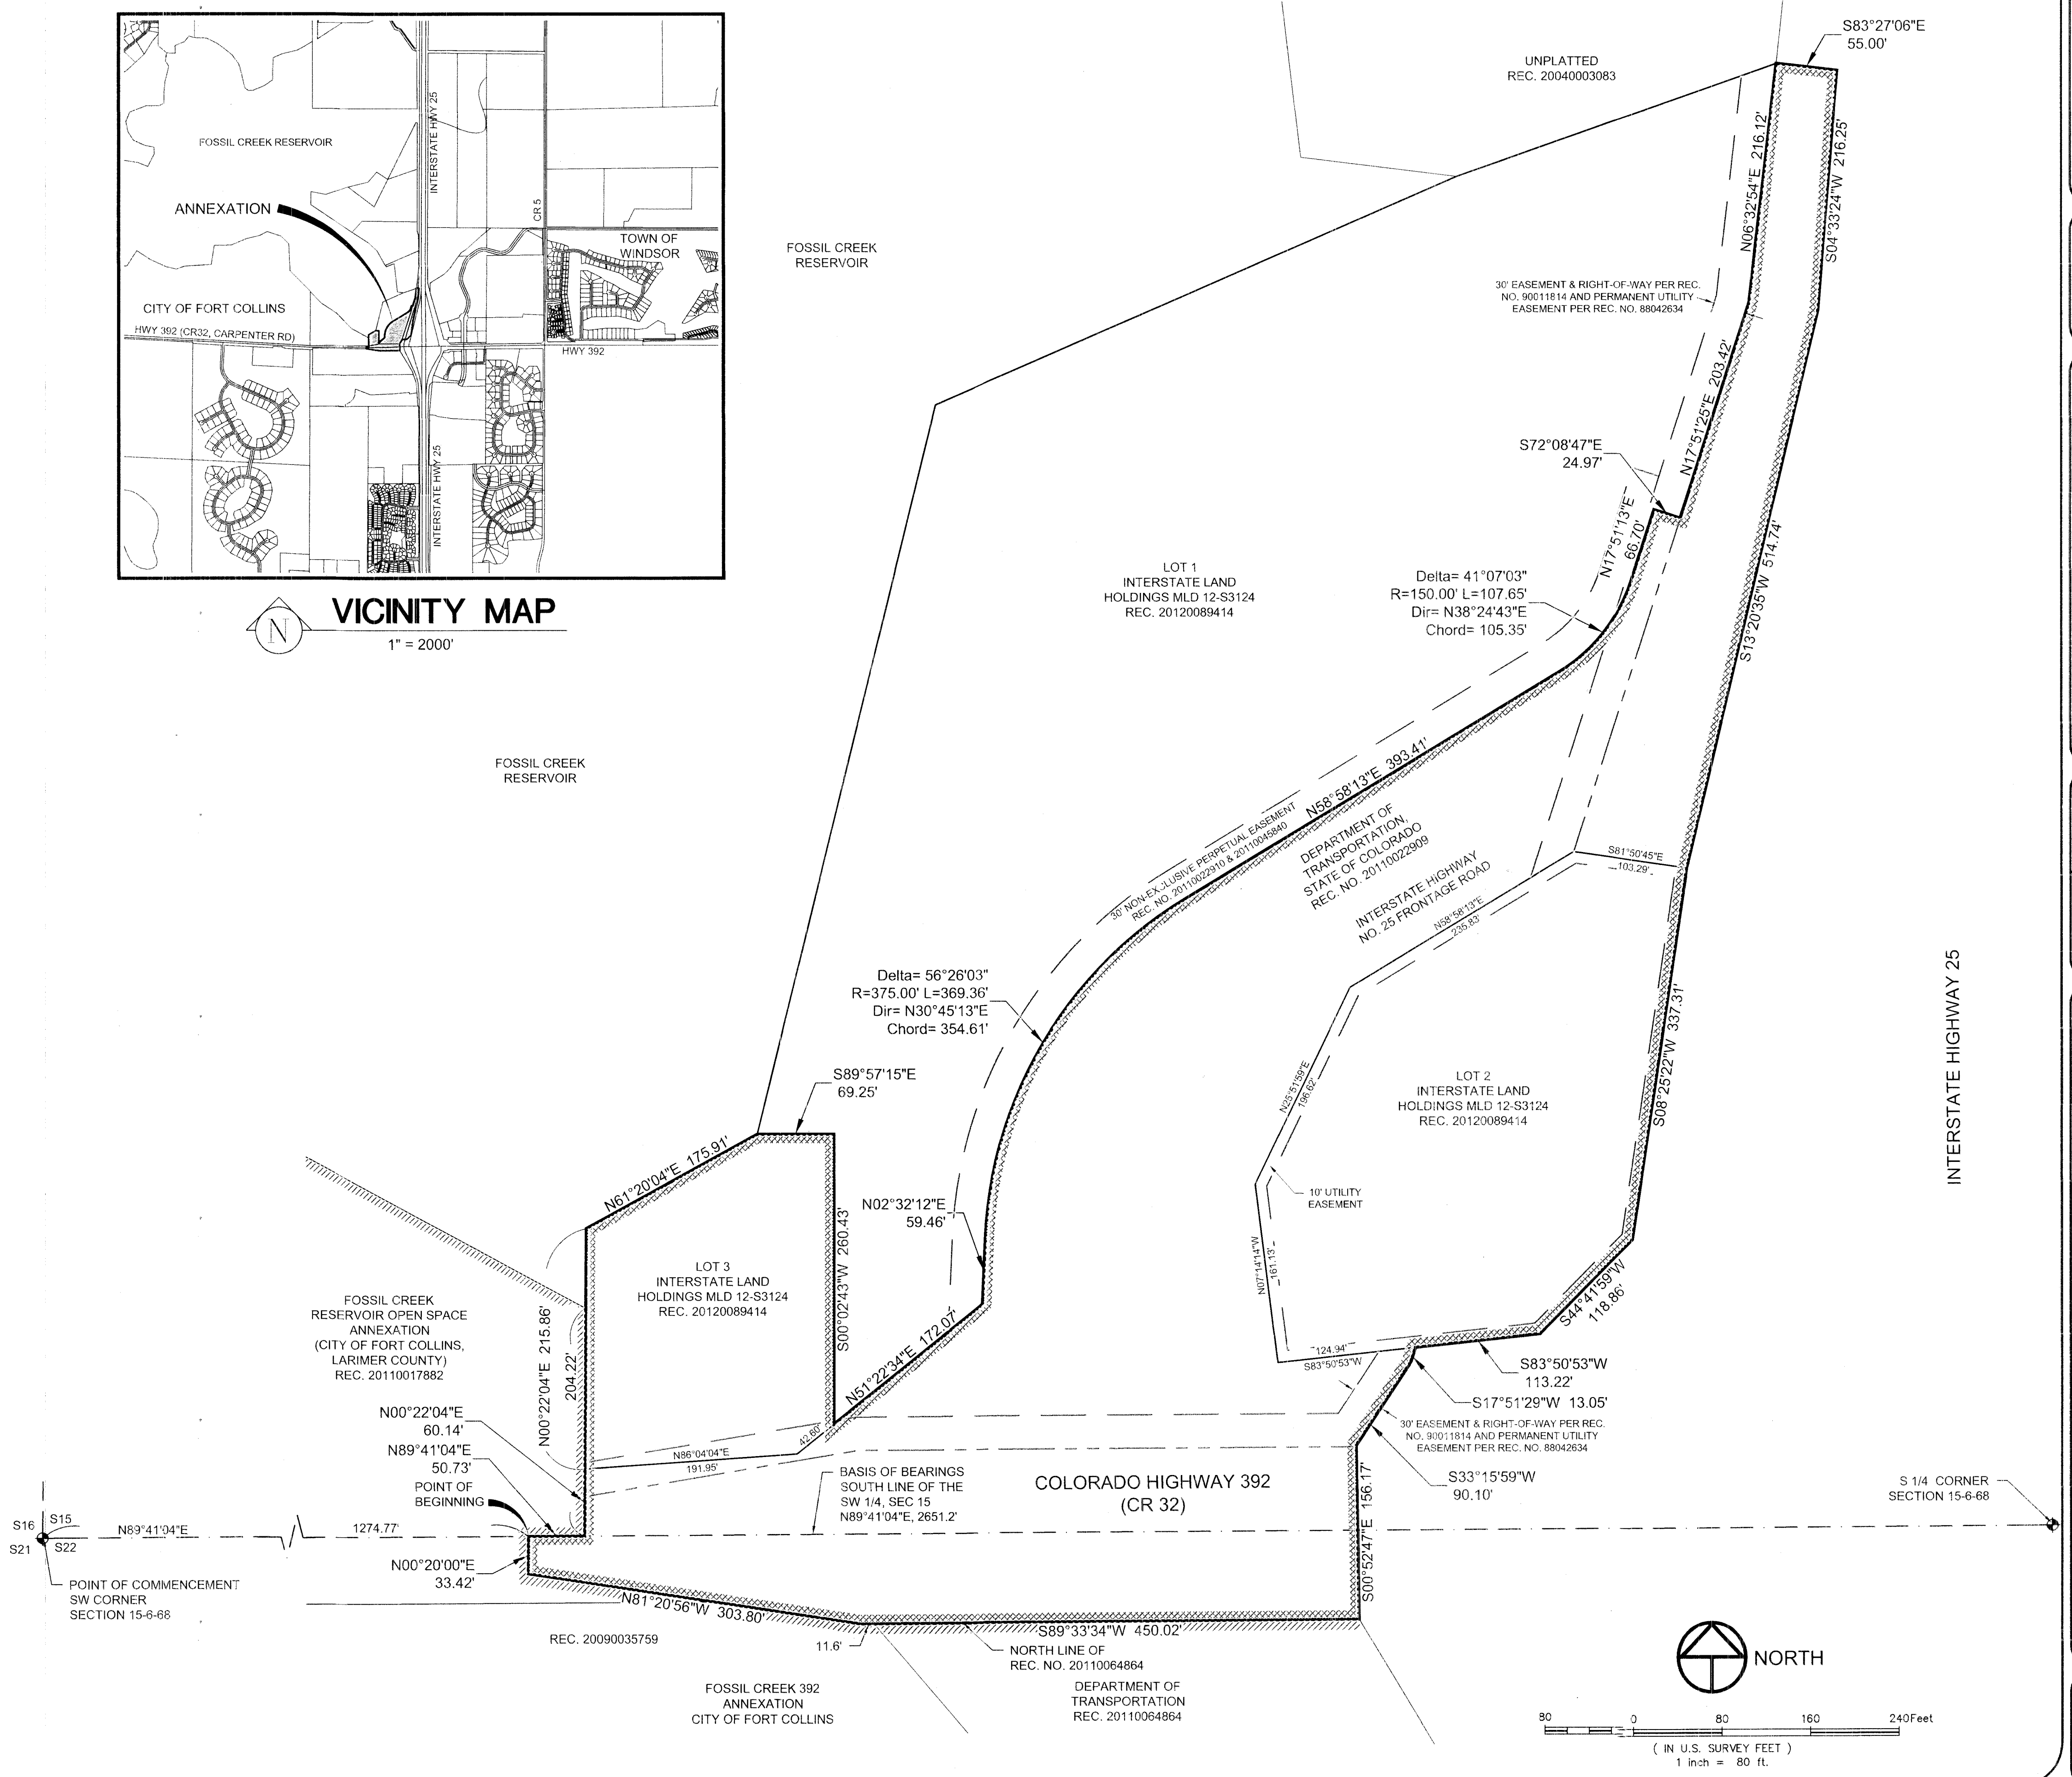 FOSSIL CREEK RESERVOIR
ANNEXATION
INTERSTATE HWY 25
CR 5
TOWN OF
WINDSOR
CITY OF FORT COLLINS
HWY 392 (CR32, CARPENTER RD)
HWY 392
INTERSTATE HWY 25
N
VICINITY MAP
1" = 2000'
UNPLATTED
REC. 20040003083
S83°27'06"E
55.00'
N06°32'54"E 216.12'
S04°33'24"W 216.25'
FOSSIL CREEK
RESERVOIR
30' EASEMENT & RIGHT-OF-WAY PER REC.
NO. 90011814 AND PERMANENT UTILITY
EASEMENT PER REC. NO. 88042634
N17°51'25"E 203.42'
S72°08'47"E
24.97'
N17°51'13"E
66.70'
S13°20'35"W 514.74'
LOT 1
INTERSTATE LAND
HOLDINGS MLD 12-S3124
REC. 20120089414
Delta= 41°07'03"
R=150.00' L=107.65'
Dir= N38°24'43"E
Chord= 105.35'
FOSSIL CREEK
RESERVOIR
N58°58'13"E 393.41'
30' NON-EXCLUSIVE PERPETUAL EASEMENT
REC. NO. 20110022910 & 20110045840
DEPARTMENT OF
TRANSPORTATION,
STATE OF COLORADO
REC. NO. 20110022909
INTERSTATE HIGHWAY
NO. 25 FRONTAGE ROAD
S81°50'45"E
103.29'
N58°58'13"E
235.83'
Delta= 56°26'03"
R=375.00' L=369.36'
Dir= N30°45'13"E
Chord= 354.61'
S08°25'22"W 337.31'
INTERSTATE HIGHWAY 25
S89°57'15"E
69.25'
N25°51'59"E
196.62'
LOT 2
INTERSTATE LAND
HOLDINGS MLD 12-S3124
REC. 20120089414
N61°20'04"E 175.91'
10' UTILITY
EASEMENT
N02°32'12"E
59.46'
S00°02'43"W 260.43'
N07°14'14"W
161.13'
LOT 3
INTERSTATE LAND
HOLDINGS MLD 12-S3124
REC. 20120089414
FOSSIL CREEK
RESERVOIR OPEN SPACE
ANNEXATION
(CITY OF FORT COLLINS,
LARIMER COUNTY)
REC. 20110017882
N00°22'04"E 215.86'
204.22'
N51°22'34"E 172.07'
S44°41'59"W
118.86'
124.94'
S83°50'53"W
S83°50'53"W
113.22'
S17°51'29"W 13.05'
30' EASEMENT & RIGHT-OF-WAY PER REC.
NO. 90011814 AND PERMANENT UTILITY
EASEMENT PER REC. NO. 88042634
S33°15'59"W
90.10'
N00°22'04"E
60.14'
N89°41'04"E
50.73'
POINT OF
BEGINNING
42.60'
N86°04'04"E
191.95'
BASIS OF BEARINGS
SOUTH LINE OF THE
SW 1/4, SEC 15
N89°41'04"E, 2651.2'
COLORADO HIGHWAY 392
(CR 32)
S00°52'47"E 156.17'
S 1/4 CORNER
SECTION 15-6-68
S16 S15
S21 S22
N89°41'04"E
1274.77'
N00°20'00"E
33.42'
POINT OF COMMENCEMENT
SW CORNER
SECTION 15-6-68
N81°20'56"W 303.80'
REC. 20090035759
11.6'
S89°33'34"W 450.02'
NORTH LINE OF
REC. NO. 20110064864
FOSSIL CREEK 392
ANNEXATION
CITY OF FORT COLLINS
DEPARTMENT OF
TRANSPORTATION
REC. 20110064864
NORTH
80 0 80 160 240Feet
( IN U.S. SURVEY FEET )
1 inch = 80 ft.